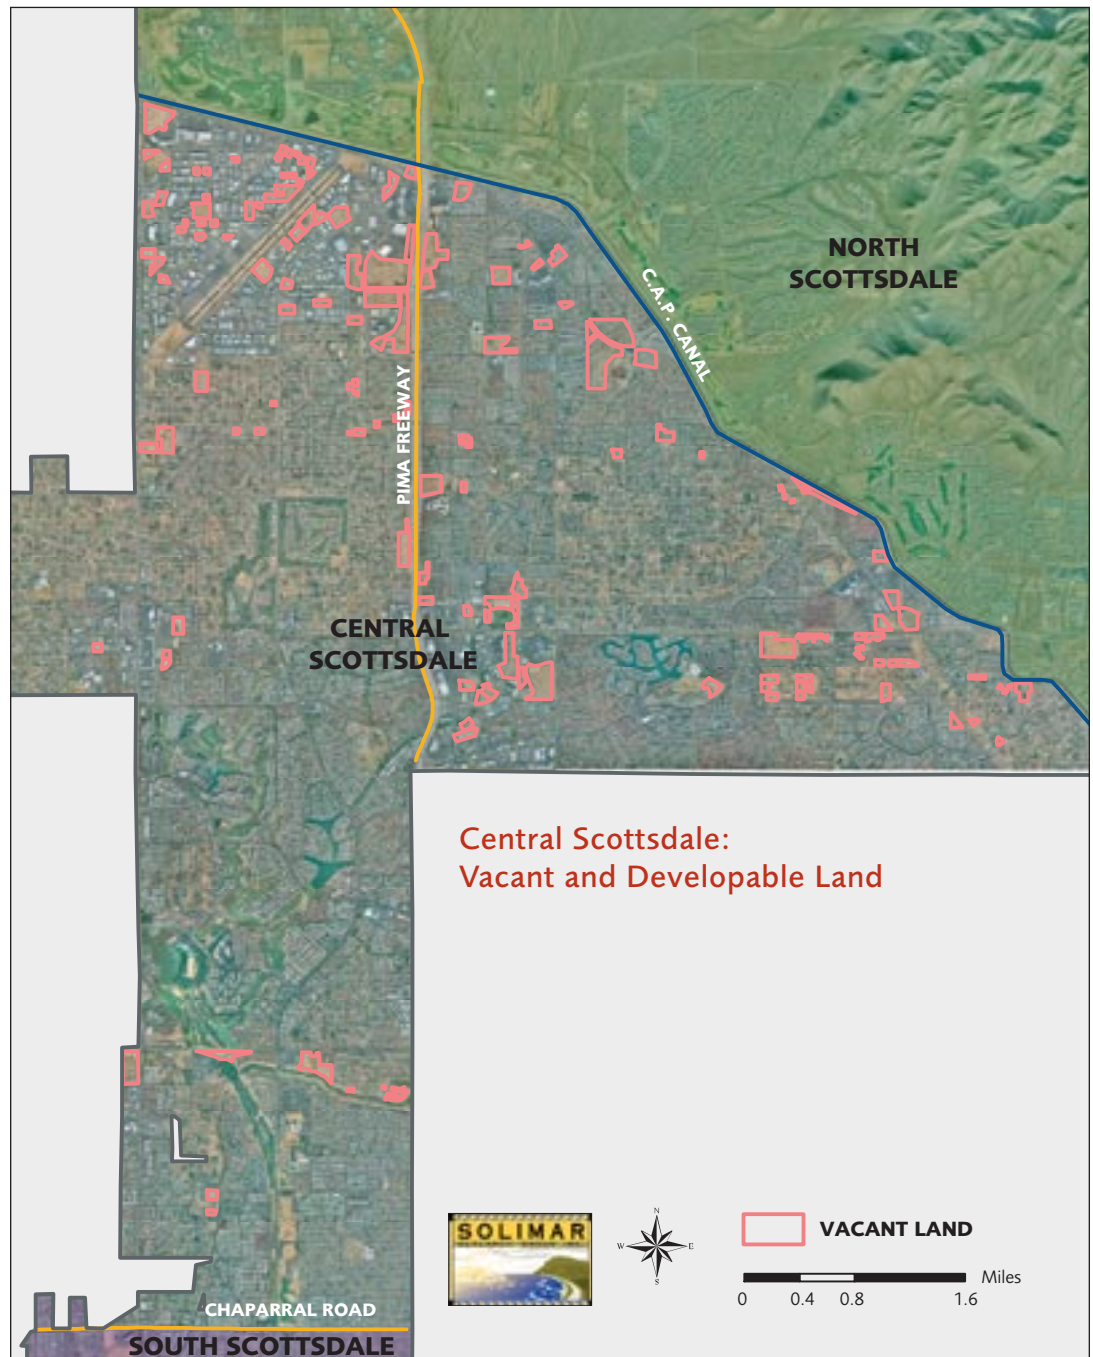 NORTH
SCOTTSDALE
C.A.P. CANAL
PIMA FREEWAY
CENTRAL
SCOTTSDALE
Central Scottsdale:
Vacant and Developable Land
SOLIMAR
N
W E
S
VACANT LAND
Miles
0 0.4 0.8 1.6
CHAPARRAL ROAD
SOUTH SCOTTSDALE